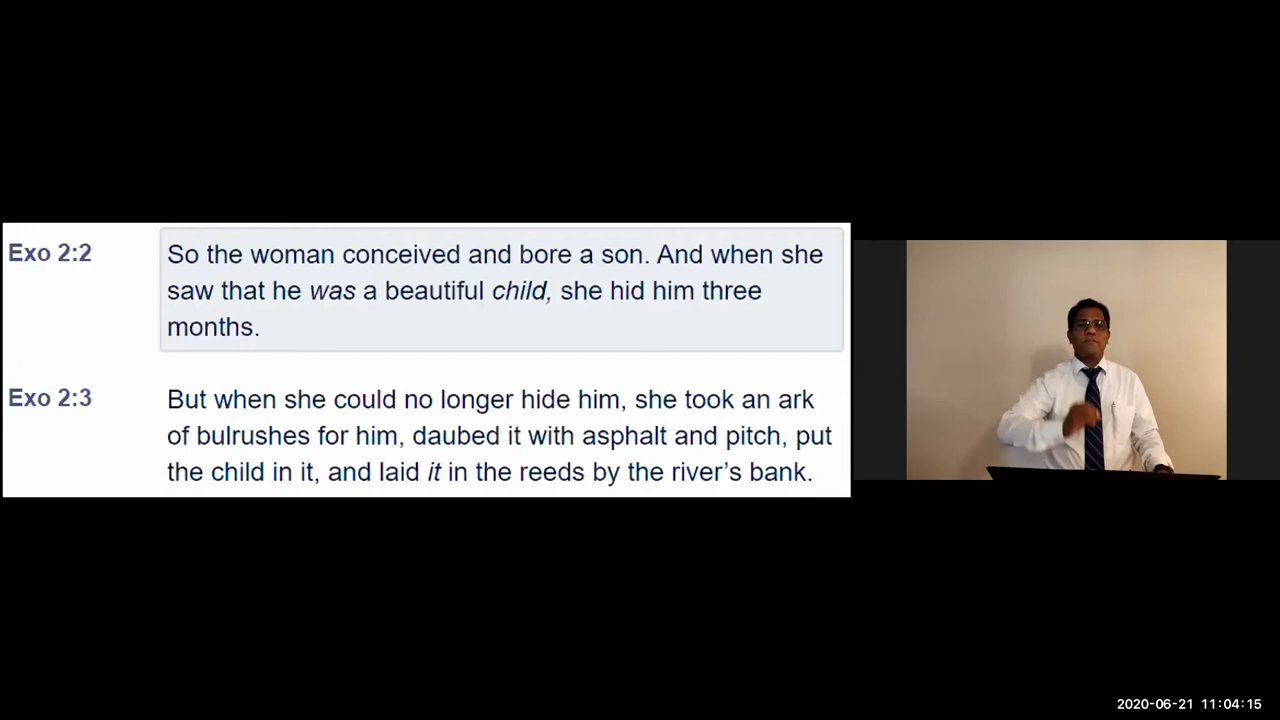 Exo 2:2 So the woman conceived and bore a son. And when she
saw that he was a beautiful child, she hid him three
months.
Exo 2:3 But when she could no longer hide him, she took an ark
of bulrushes for him, daubed it with asphalt and pitch, put
the child in it, and laid it in the reeds by the river’s bank.
2020-06-21 11:04:15